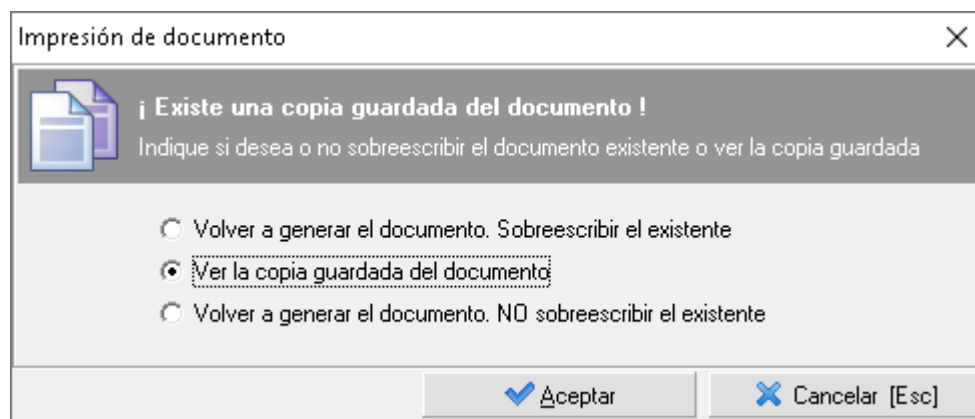 Impresión de documento
¡ Existe una copia guardada del documento !
Indique si desea o no sobreescribir el documento existente o ver la copia guardada
Volver a generar el documento. Sobreescribir el existente
Ver la copia guardada del documento
Volver a generar el documento. NO sobreescribir el existente
Aceptar
Cancelar [Esc]